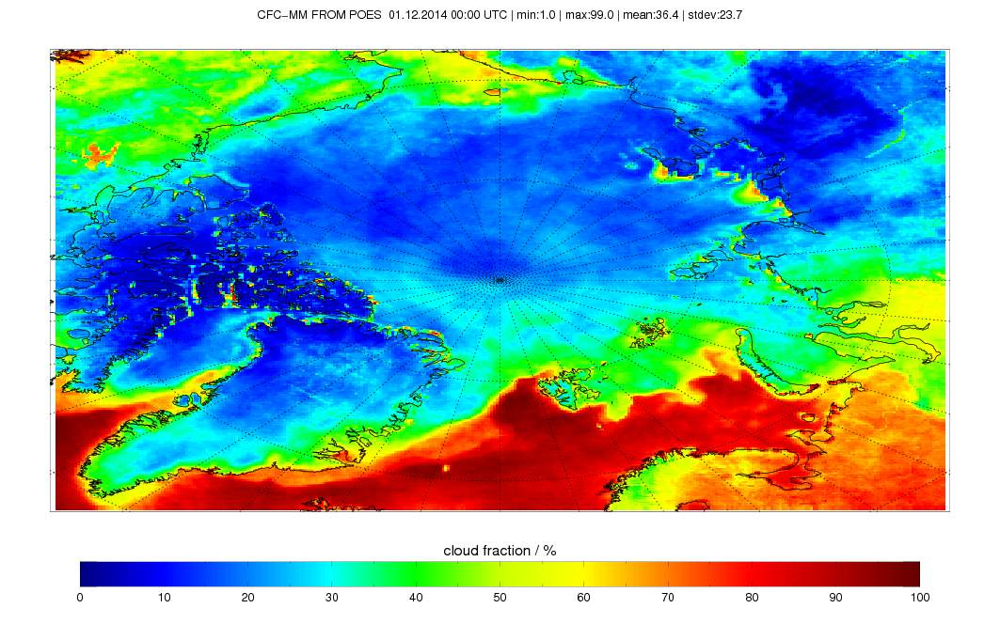 CFC−MM FROM POES 01.12.2014 00:00 UTC | min:1.0 | max:99.0 | mean:36.4 | stdev:23.7
cloud fraction / %
0 10 20 30 40 50 60 70 80 90 100